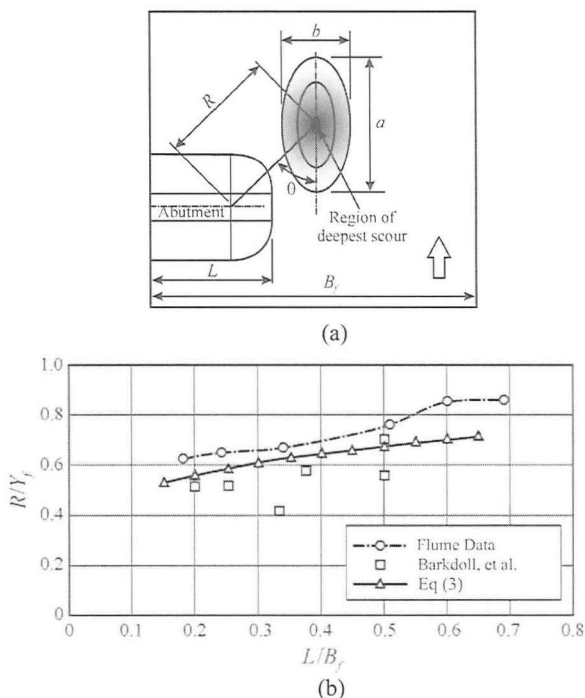 b
R
a
θ
Abutment
Region of
deepest scour
L
B_f
(a)
1.0
0.8
0.6
0.4
0.2
0
R/Y_f
0 0.1 0.2 0.3 0.4 0.5 0.6 0.7 0.8
L/B_f
Flume Data
Barkdoll, et al.
Eq (3)
(b)